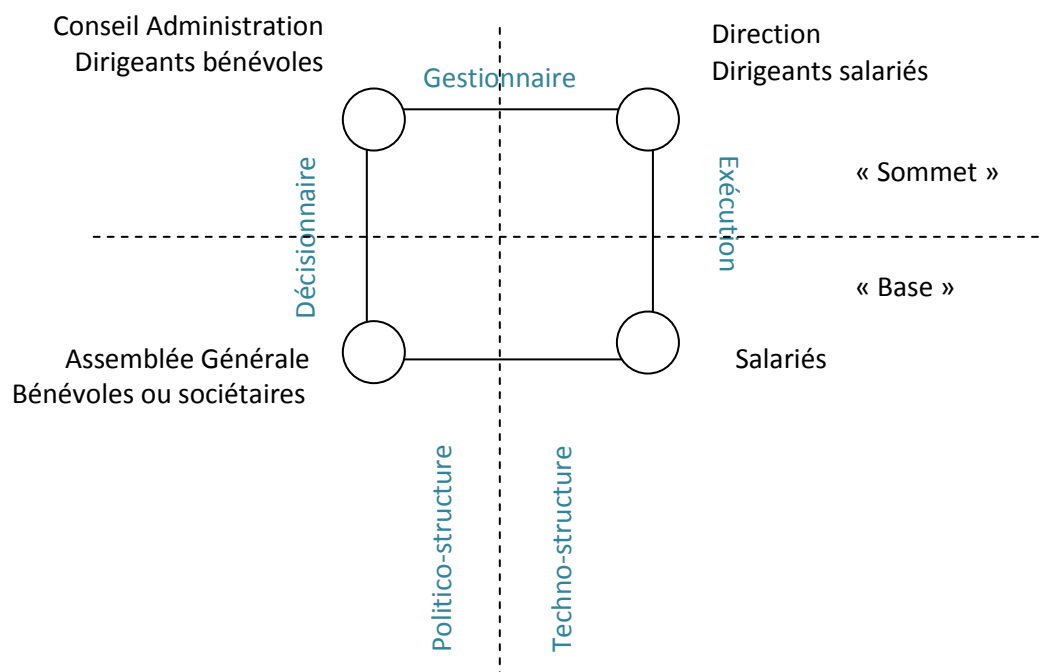 Conseil Administration
Dirigeants bénévoles
Direction
Dirigeants salariés
Gestionnaire
Décisionnaire
Exécution
« Sommet »
« Base »
Assemblée Générale
Bénévoles ou sociétaires
Salariés
Politico-structure
Techno-structure